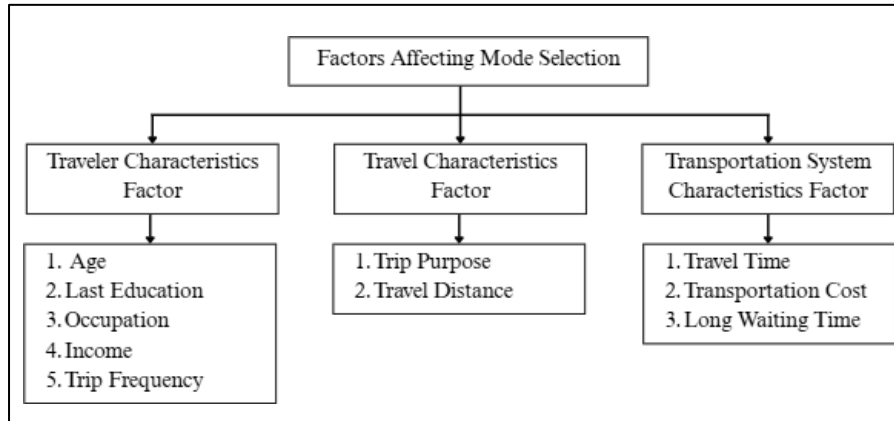 Factors Affecting Mode Selection
Traveler Characteristics
Factor
Travel Characteristics
Factor
Transportation System
Characteristics Factor
1. Age
2. Last Education
3. Occupation
4. Income
5. Trip Frequency
1. Trip Purpose
2. Travel Distance
1. Travel Time
2. Transportation Cost
3. Long Waiting Time